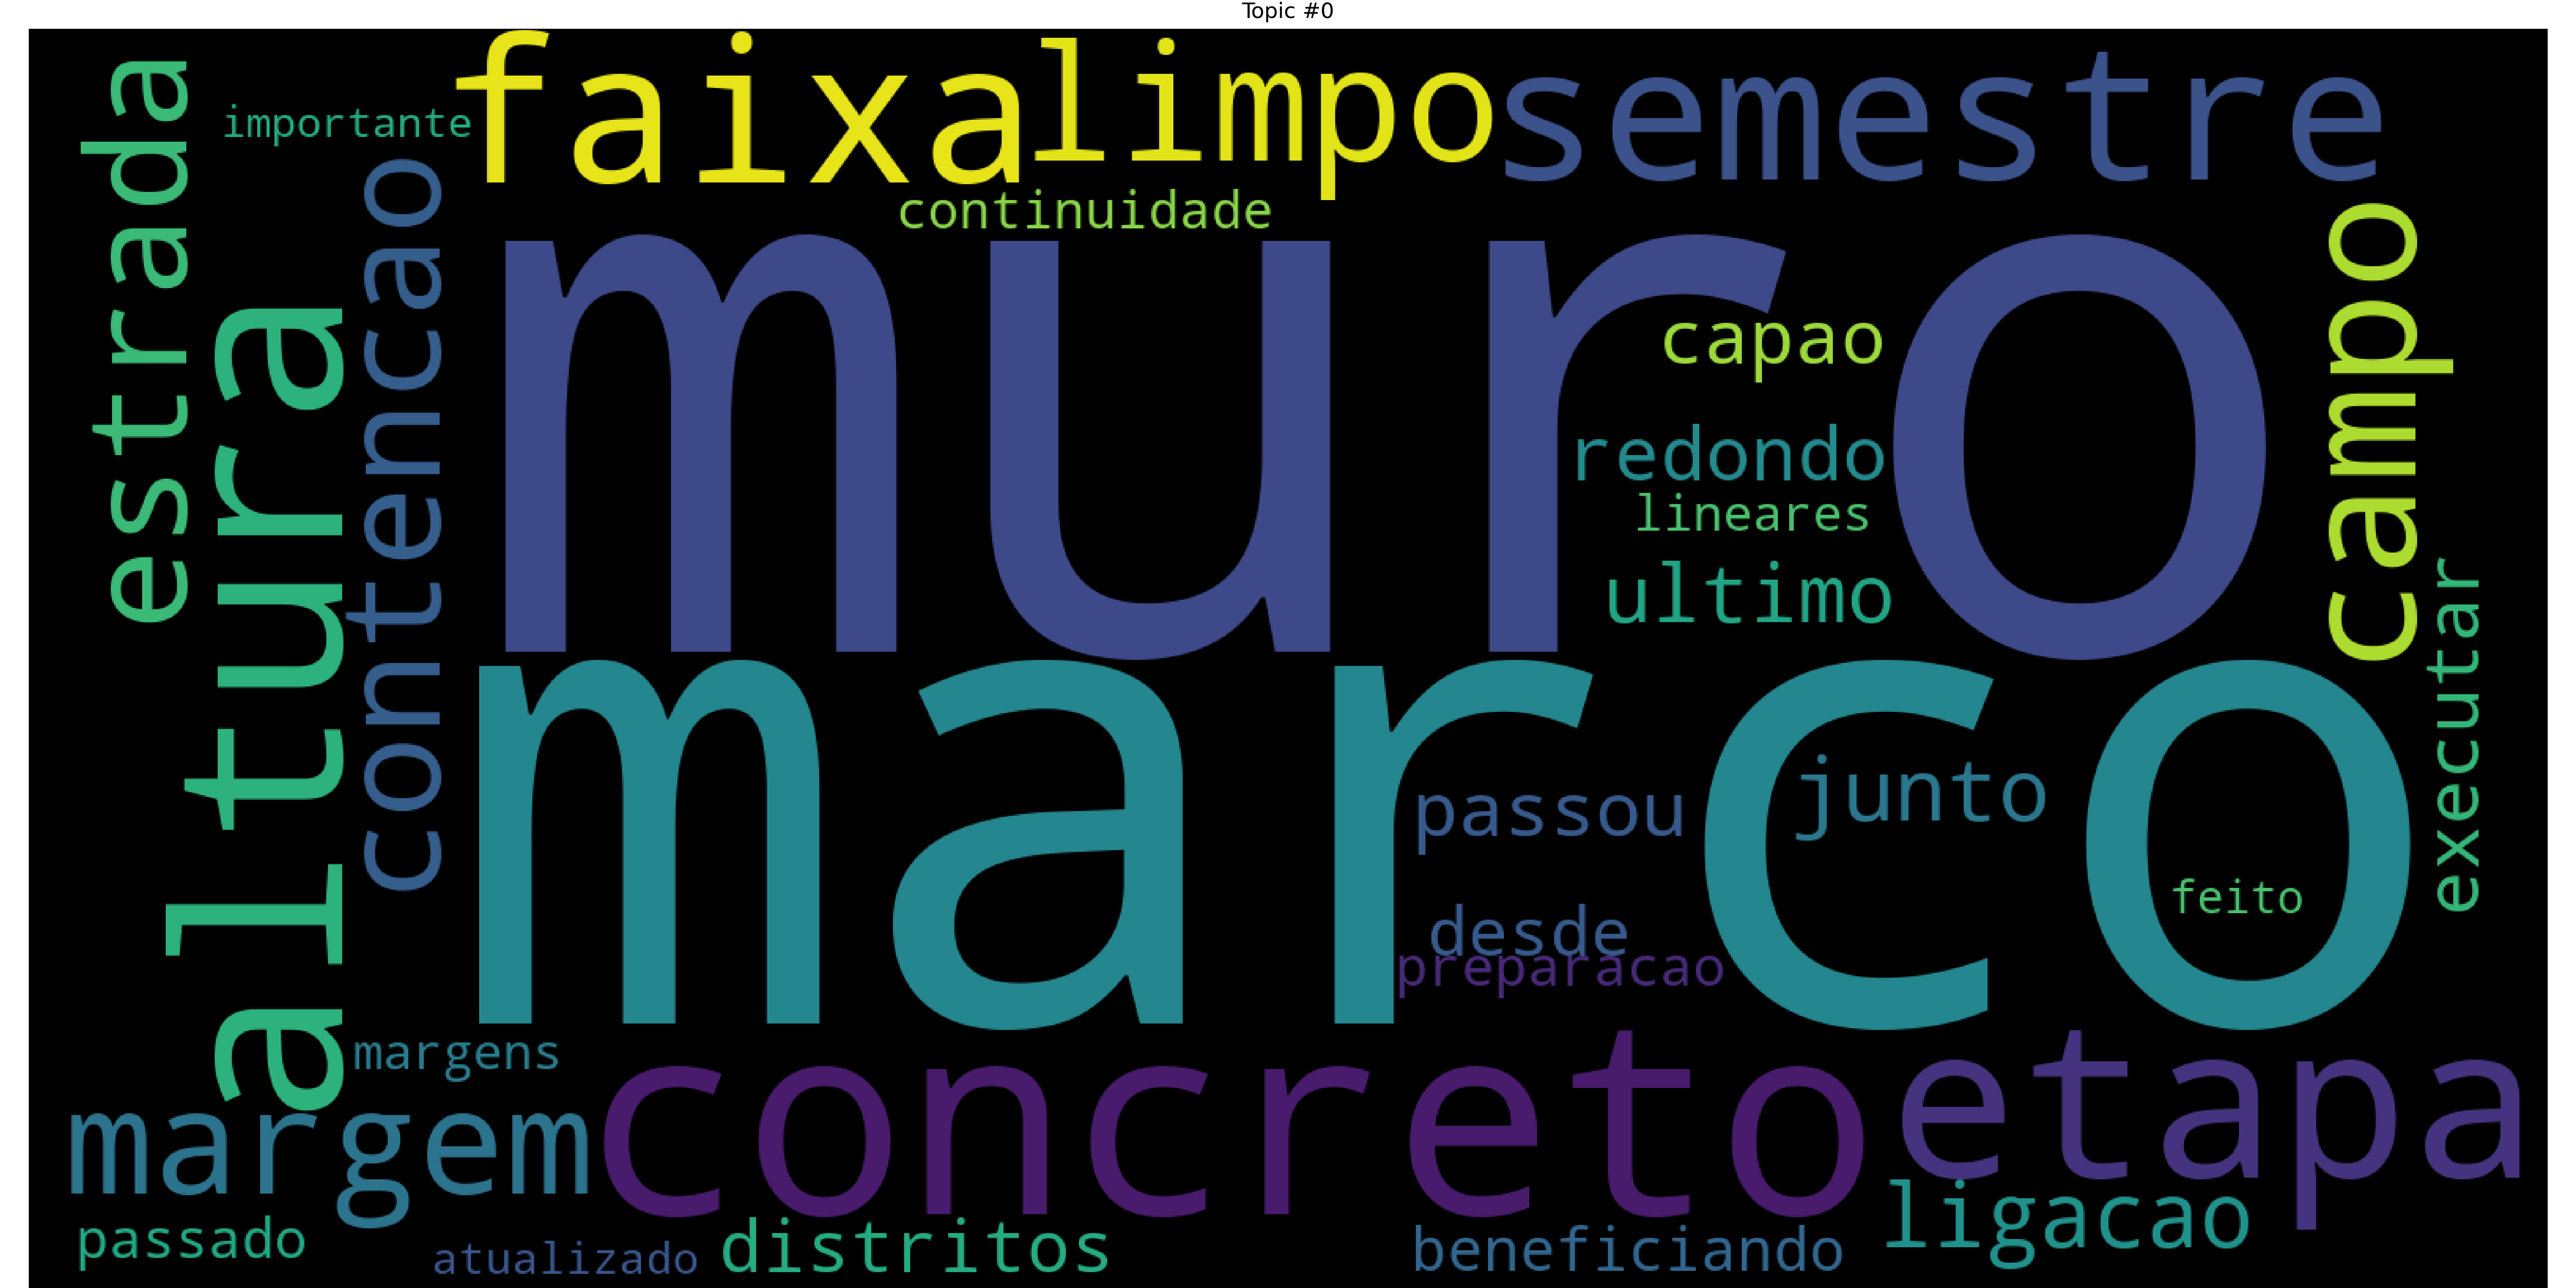 Topic #0
faixa
limpo
semestre
estrada
importante
continuidade
altura
contencao
muro
capao
redondo
lineares
ultimo
campo
executar
marco
passou
junto
desde
preparacao
feito
margens
margem
concreto
etapa
ligacao
passado
atualizado
distritos
beneficiando